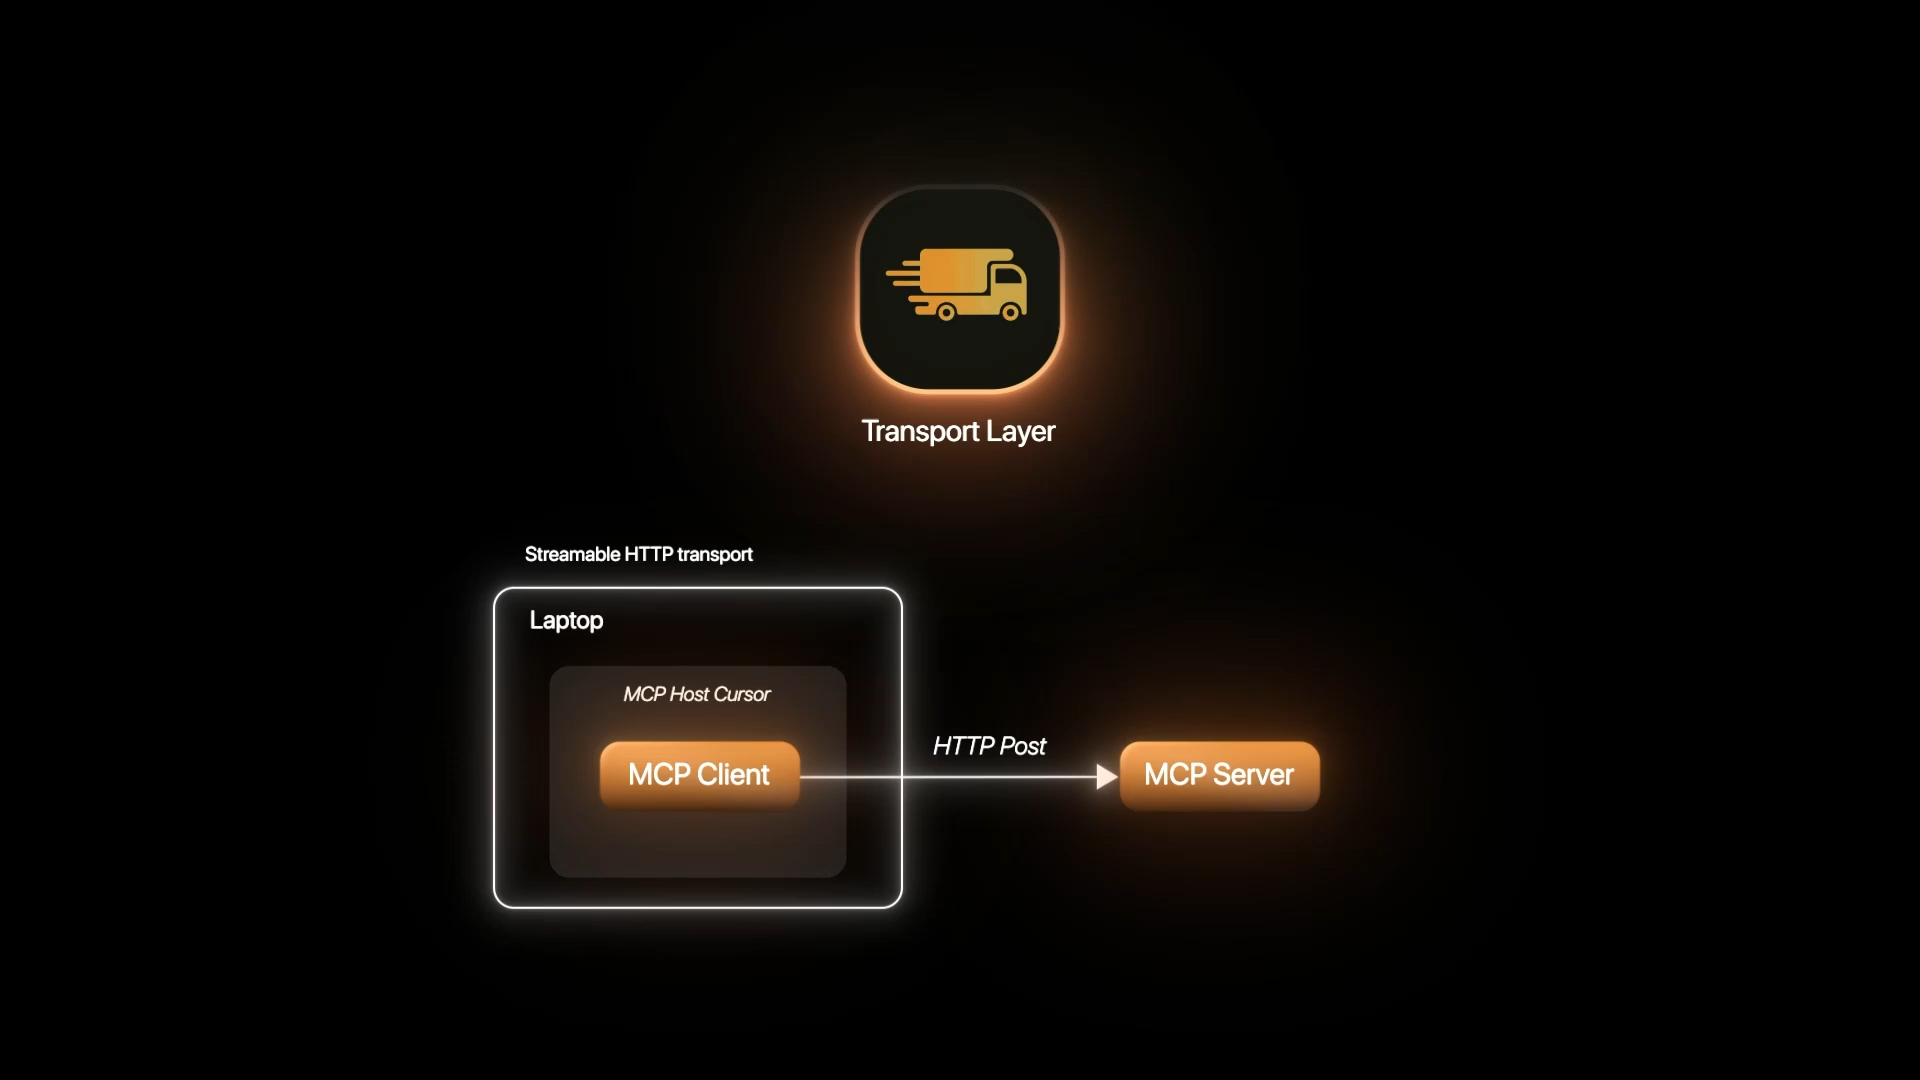 Transport Layer
Streamable HTTP transport
Laptop
MCP Host Cursor
MCP Client
HTTP Post
MCP Server